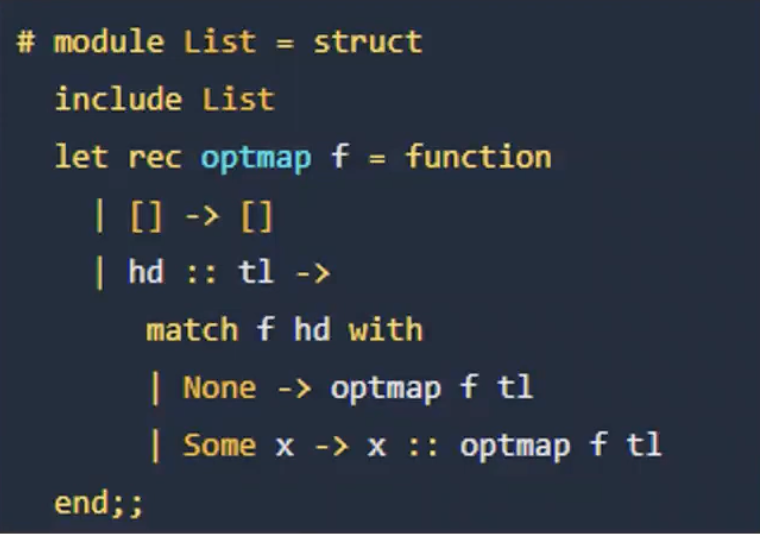 # module List = struct
include List
let rec optmap f = function
| [] -> []
| hd :: tl ->
match f hd with
| None -> optmap f tl
| Some x -> x :: optmap f tl
end;;